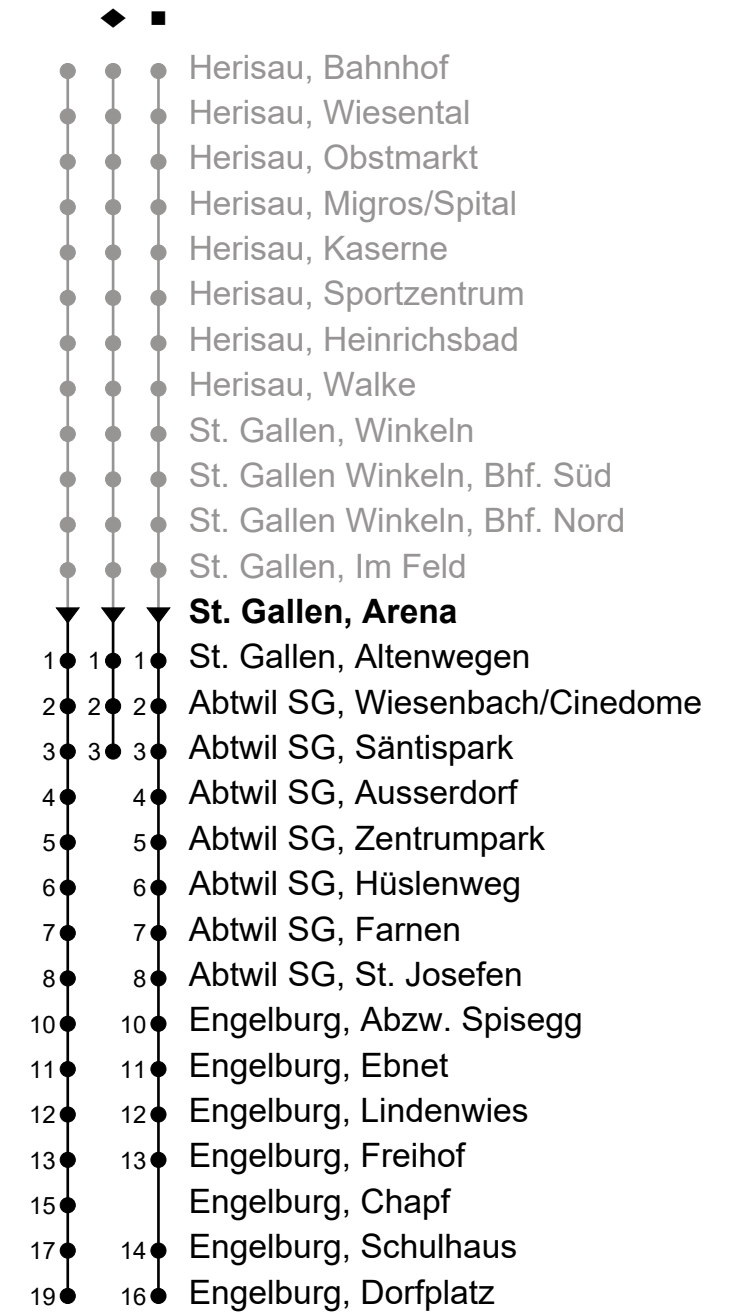 Herisau, Bahnhof
Herisau, Wiesental
Herisau, Obstmarkt
Herisau, Migros/Spital
Herisau, Kaserne
Herisau, Sportzentrum
Herisau, Heinrichsbad
Herisau, Walke
St. Gallen, Winkeln
St. Gallen Winkeln, Bhf. Süd
St. Gallen Winkeln, Bhf. Nord
St. Gallen, Im Feld
St. Gallen, Arena
1 1 1 St. Gallen, Altenwegen
2 2 2 Abtwil SG, Wiesenbach/Cinedome
3 3 3 Abtwil SG, Säntispark
4 4 Abtwil SG, Ausserdorf
5 5 Abtwil SG, Zentrumpark
6 6 Abtwil SG, Hüslenweg
7 7 Abtwil SG, Farnen
8 8 Abtwil SG, St. Josefen
10 10 Engelburg, Abzw. Spisegg
11 11 Engelburg, Ebnet
12 12 Engelburg, Lindenwies
13 13 Engelburg, Freihof
15 Engelburg, Chapf
17 14 Engelburg, Schulhaus
19 16 Engelburg, Dorfplatz